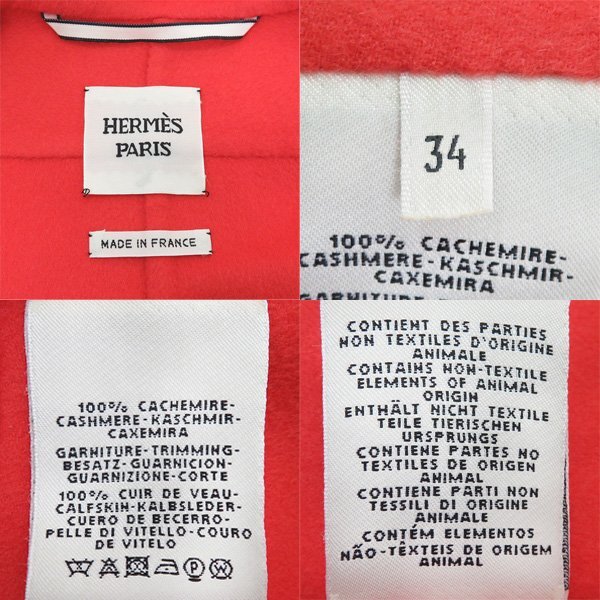 HERMÈS
PARIS
MADE IN FRANCE
34
100% CACHEMIRE-
CASHMERE-KASCHMIR-
CAXEMIRA
GARNITURE-TRIMMING-
100% CACHEMIRE-
CASHMERE-KASCHMIR-
CAXEMIRA
GARNITURE-TRIMMING-
BESATZ-GUARNICION-
GUARNIZIONE-CORTE
100% CUIR DE VEAU-
CALFSKIN-KALBSLEDER-
CUERO DE BECERRO-
PELLE DI VITELLO-COURO
DE VITELO
P W
CONTIENT DES PARTIES
NON TEXTILES D'ORIGINE
ANIMALE
CONTAINS NON-TEXTILE
ELEMENTS OF ANIMAL
ORIGIN
ENTHÄLT NICHT TEXTILE
TEILE TIERISCHEN
URSPRUNGS
CONTIENE PARTES NO
TEXTILES DE ORIGEN
ANIMAL
CONTIENE PARTI NON
TESSILI DI ORIGINE
ANIMALE
CONTÉM ELEMENTOS
NÃO-TÊXTEIS DE ORIGEM
ANIMAL